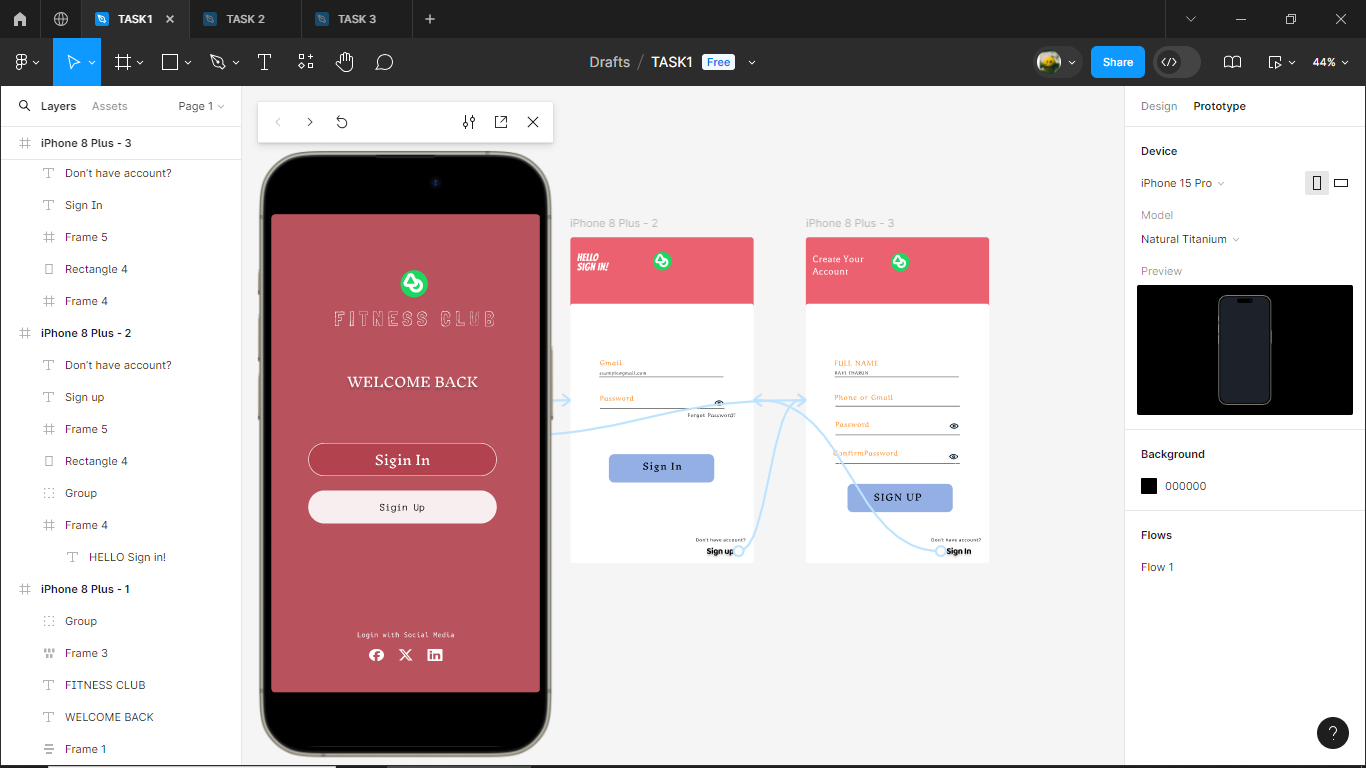 TASK1
TASK 2
TASK 3
Drafts / TASK1 Free
Share
44%
Layers
Assets
Page 1
iPhone 8 Plus - 3
Don't have account?
Sign In
Frame 5
Rectangle 4
Frame 4
iPhone 8 Plus - 2
Don't have account?
Sign up
Frame 5
Rectangle 4
Group
Frame 4
HELLO Sign in!
iPhone 8 Plus - 1
Group
Frame 3
FITNESS CLUB
WELCOME BACK
Frame 1
FITNESS CLUB
WELCOME BACK
Sigin In
Sigin Up
Login with Social Media
iPhone 8 Plus - 2
HELLO
SIGN IN!
Gmail
Password
Forget Password?
Sign In
Don't have account?
Sign up
iPhone 8 Plus - 3
Create Your
Account
FULL NAME
RAVI THARUN
Phone or Gmail
Password
ConfirmPassword
SIGN UP
Don't have account?
Sign In
Design
Prototype
Device
iPhone 15 Pro
Model
Natural Titanium
Preview
Background
000000
Flows
Flow 1
?